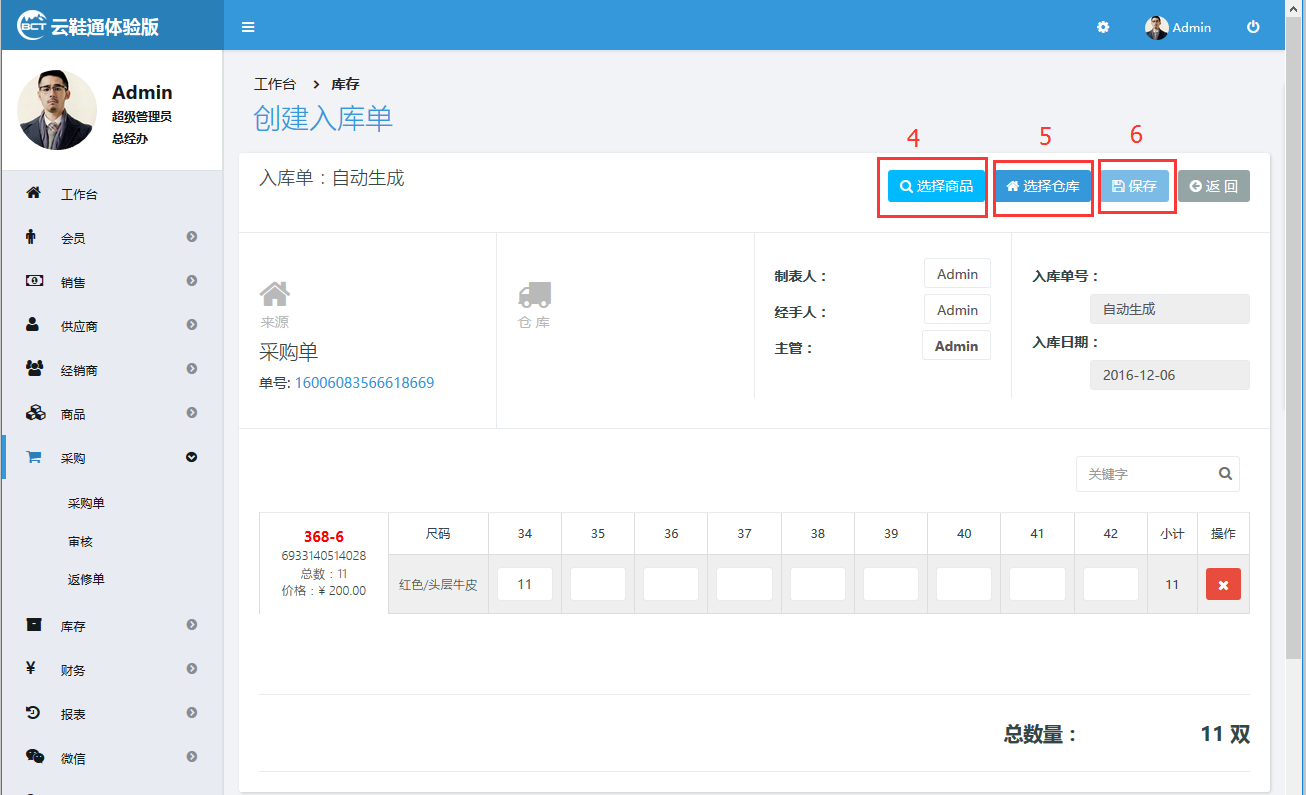 BCT 云鞋通体验版
Admin
Admin
超级管理员
总经办
工作台
会员
销售
供应商
经销商
商品
采购
采购单
审核
返修单
库存
财务
报表
微信
工作台 > 库存
创建入库单
4 5 6
入库单：自动生成
选择商品 选择仓库 保存 返 回
来源
采购单
单号: 16006083566618669
仓 库
制表人： Admin
经手人： Admin
主管： Admin
入库单号：
自动生成
入库日期：
2016-12-06
关键字
368-6
6933140514028
总数：11
价格：¥ 200.00
尺码 34 35 36 37 38 39 40 41 42 小计 操作
红色/头层牛皮 11 11
总数量： 11 双